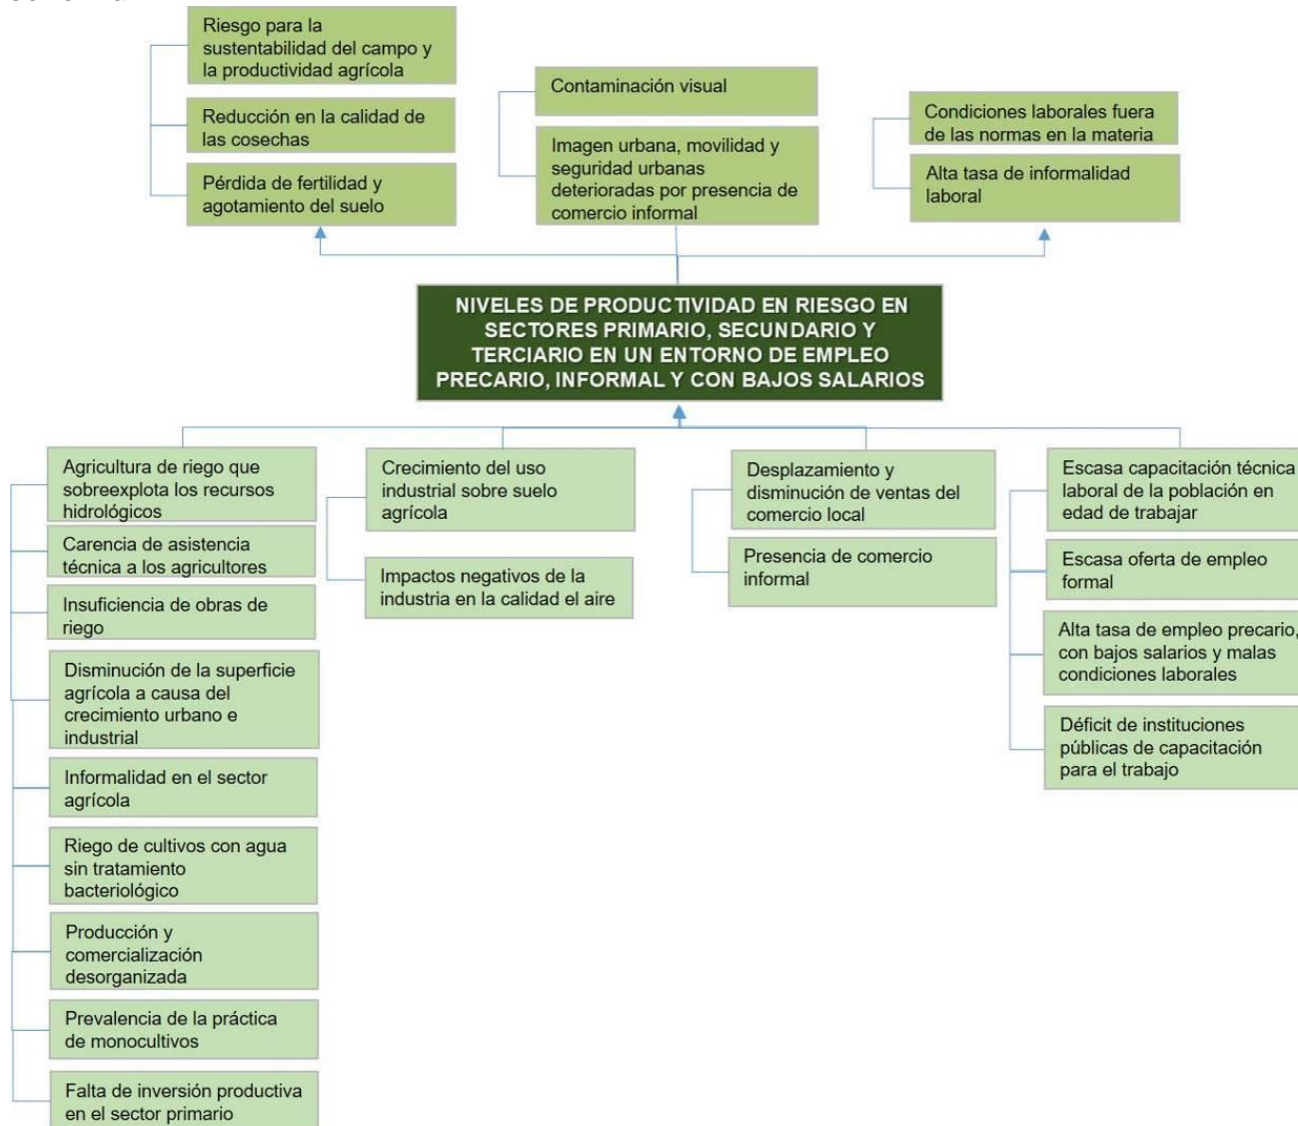 Riesgo para la
sustentabilidad del campo y
la productividad agrícola
Reducción en la calidad de
las cosechas
Pérdida de fertilidad y
agotamiento del suelo
Contaminación visual
Imagen urbana, movilidad y
seguridad urbanas
deterioradas por presencia de
comercio informal
Condiciones laborales fuera
de las normas en la materia
Alta tasa de informalidad
laboral
NIVELES DE PRODUCTIVIDAD EN RIESGO EN
SECTORES PRIMARIO, SECUNDARIO Y
TERCIARIO EN UN ENTORNO DE EMPLEO
PRECARIO, INFORMAL Y CON BAJOS SALARIOS
Agricultura de riego que
sobreexplota los recursos
hidrológicos
Carencia de asistencia
técnica a los agricultores
Insuficiencia de obras de
riego
Disminución de la superficie
agrícola a causa del
crecimiento urbano e
industrial
Informalidad en el sector
agrícola
Riego de cultivos con agua
sin tratamiento
bacteriológico
Producción y
comercialización
desorganizada
Prevalencia de la práctica
de monocultivos
Falta de inversión productiva
en el sector primario
Crecimiento del uso
industrial sobre suelo
agrícola
Impactos negativos de la
industria en la calidad el aire
Desplazamiento y
disminución de ventas del
comercio local
Presencia de comercio
informal
Escasa capacitación técnica
laboral de la población en
edad de trabajar
Escasa oferta de empleo
formal
Alta tasa de empleo precario,
con bajos salarios y malas
condiciones laborales
Déficit de instituciones
públicas de capacitación
para el trabajo